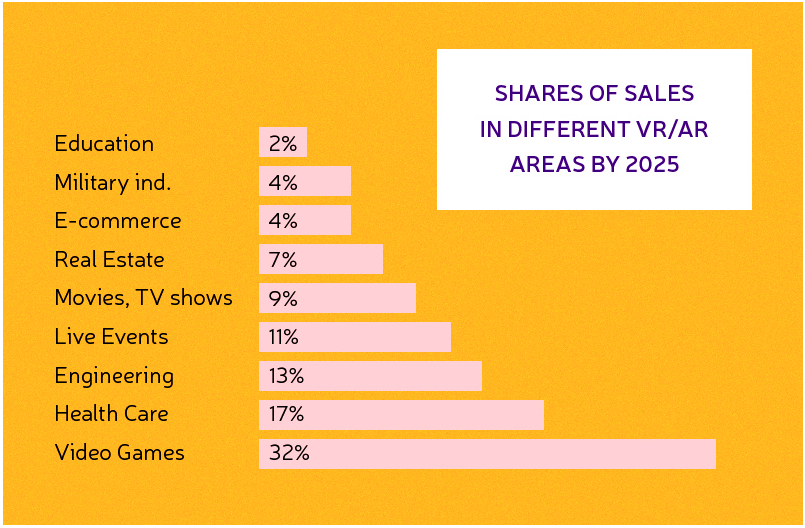 SHARES OF SALES
IN DIFFERENT VR/AR
AREAS BY 2025
Education 2%
Military ind. 4%
E-commerce 4%
Real Estate 7%
Movies, TV shows 9%
Live Events 11%
Engineering 13%
Health Care 17%
Video Games 32%